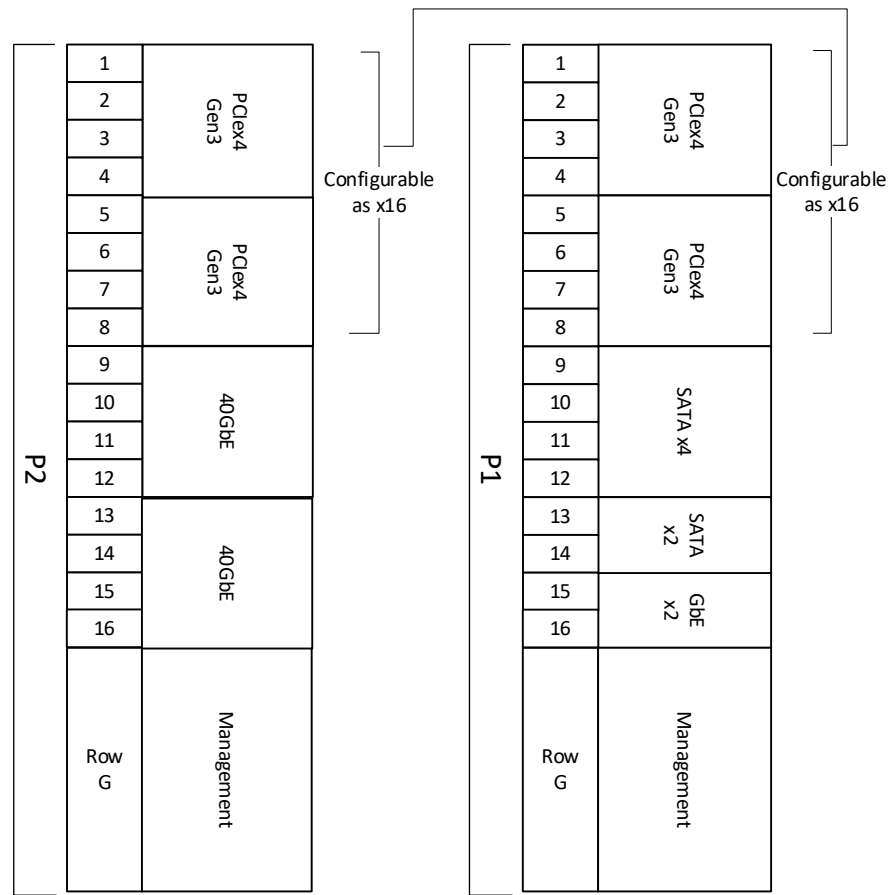 P2
1
2
3
4
5
6
7
8
9
10
11
12
13
14
15
16
Row
G
PCIex4
Gen3
PCIex4
Gen3
40GbE
40GbE
Management
Configurable
as x16
P1
1
2
3
4
5
6
7
8
9
10
11
12
13
14
15
16
Row
G
PCIex4
Gen3
PCIex4
Gen3
SATA x4
SATA
x2
GbE
x2
Management
Configurable
as x16